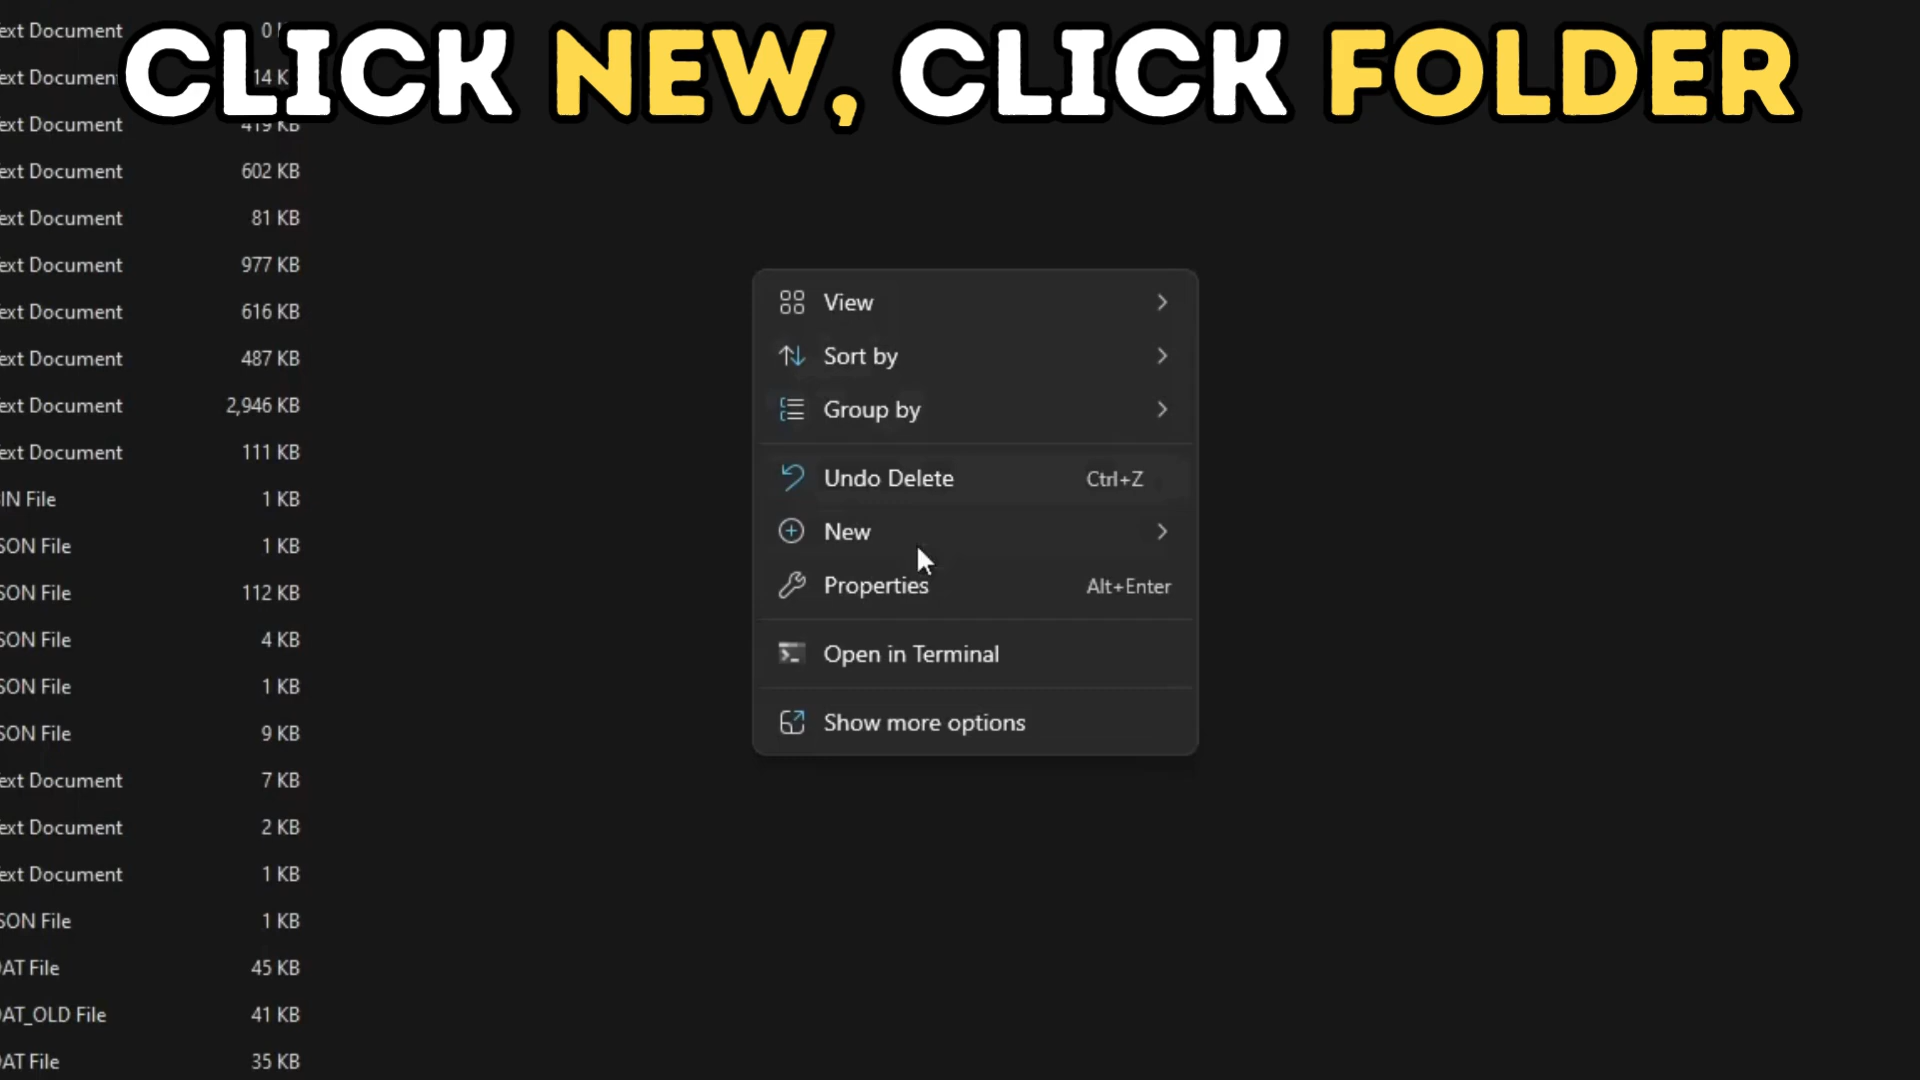 CLICK NEW, CLICK FOLDER
ext Document 0
ext Document 14 K
ext Document 419 KB
ext Document 602 KB
ext Document 81 KB
ext Document 977 KB
ext Document 616 KB
ext Document 487 KB
ext Document 2,946 KB
ext Document 111 KB
IN File 1 KB
SON File 1 KB
SON File 112 KB
SON File 4 KB
SON File 1 KB
SON File 9 KB
ext Document 7 KB
ext Document 2 KB
ext Document 1 KB
SON File 1 KB
AT File 45 KB
AT_OLD File 41 KB
AT File 35 KB
View
Sort by
Group by
Undo Delete Ctrl+Z
New
Properties Alt+Enter
Open in Terminal
Show more options